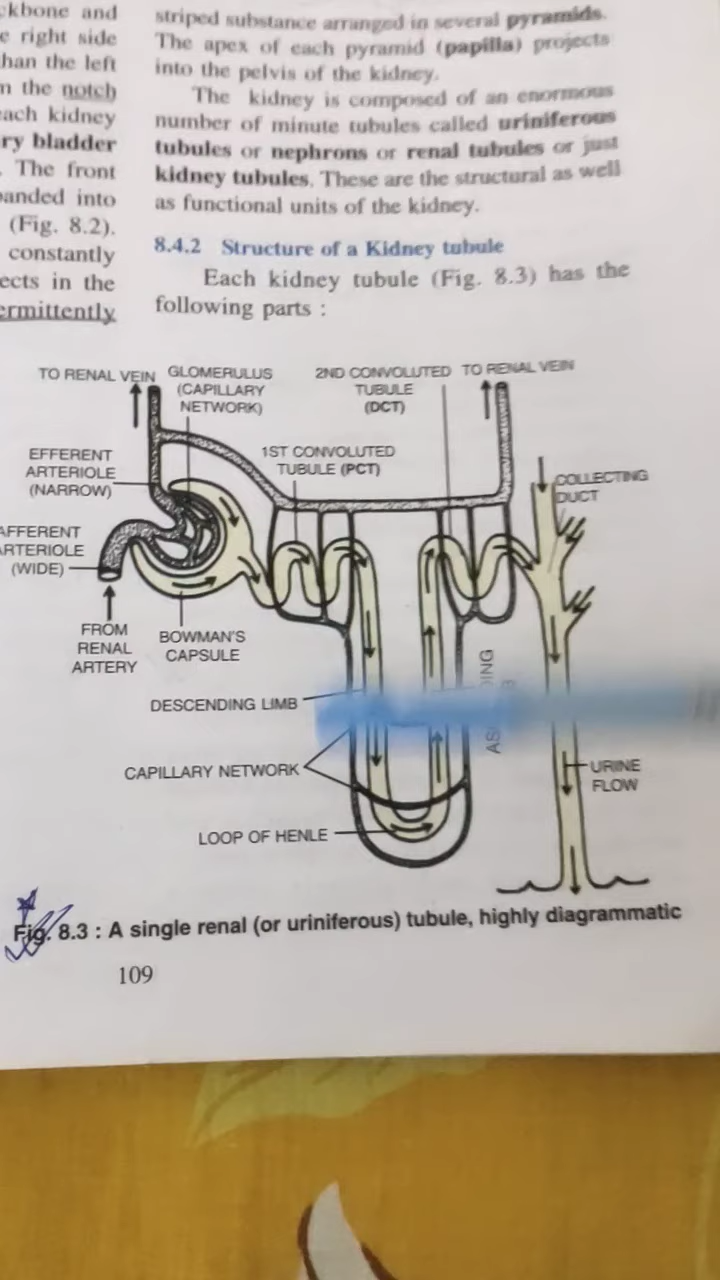 ckbone and
e right side
han the left
m the notch
ach kidney
ry bladder
. The front
panded into
(Fig. 8.2).
constantly
ects in the
ermittently
striped substance arranged in several pyramids.
The apex of each pyramid (papilla) projects
into the pelvis of the kidney.
The kidney is composed of an enormous
number of minute tubules called uriniferous
tubules or nephrons or renal tubules or just
kidney tubules. These are the structural as well
as functional units of the kidney.
8.4.2 Structure of a Kidney tubule
Each kidney tubule (Fig. 8.3) has the
following parts :
TO RENAL VEIN
GLOMERULUS
(CAPILLARY
NETWORK)
2ND CONVOLUTED
TUBULE
(DCT)
TO RENAL VEIN
EFFERENT
ARTERIOLE
(NARROW)
1ST CONVOLUTED
TUBULE (PCT)
COLLECTING
DUCT
AFFERENT
ARTERIOLE
(WIDE)
FROM
RENAL
ARTERY
BOWMAN'S
CAPSULE
DESCENDING LIMB
CAPILLARY NETWORK
LOOP OF HENLE
URINE
FLOW
Fig. 8.3 : A single renal (or uriniferous) tubule, highly diagrammatic
109